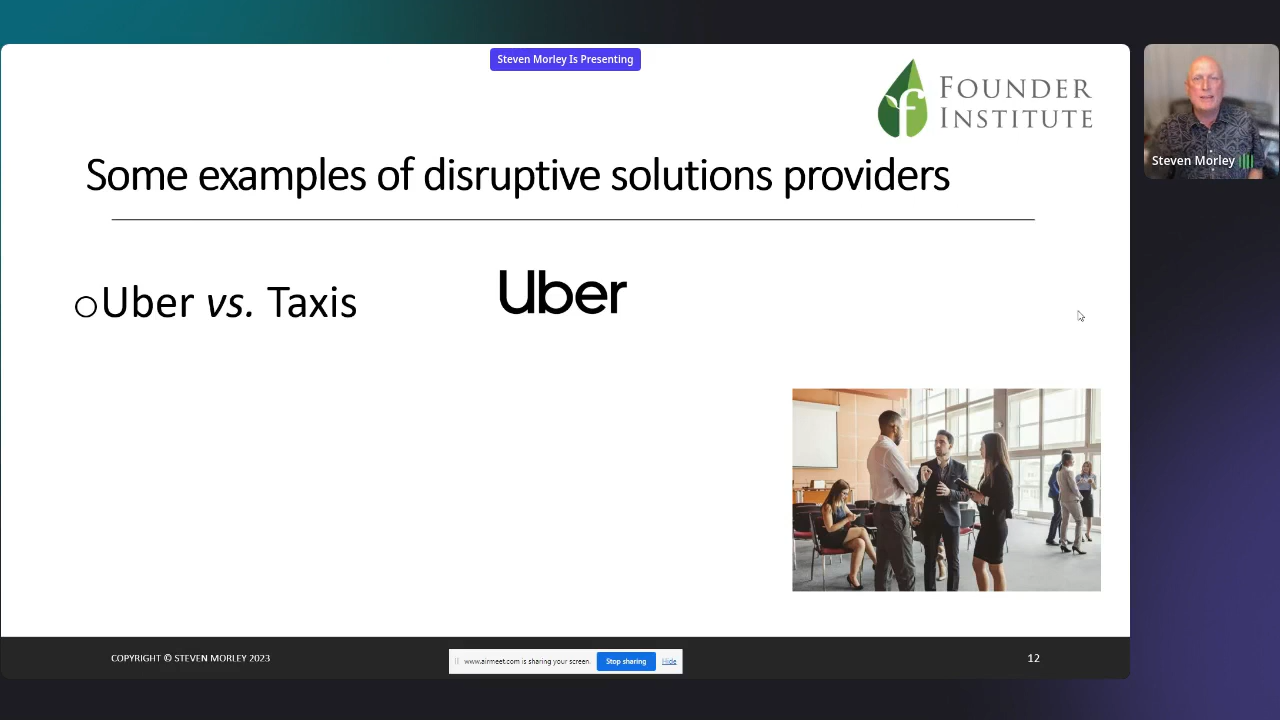 Steven Morley Is Presenting
FOUNDER
INSTITUTE
Steven Morley
Some examples of disruptive solutions providers
oUber vs. Taxis
Uber
COPYRIGHT © STEVEN MORLEY 2023
www.airmeet.com is sharing your screen.
Stop sharing
Hide
12